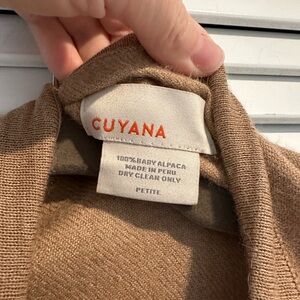 CUYANA
100% BABY ALPACA
MADE IN PERU
DRY CLEAN ONLY
PETITE